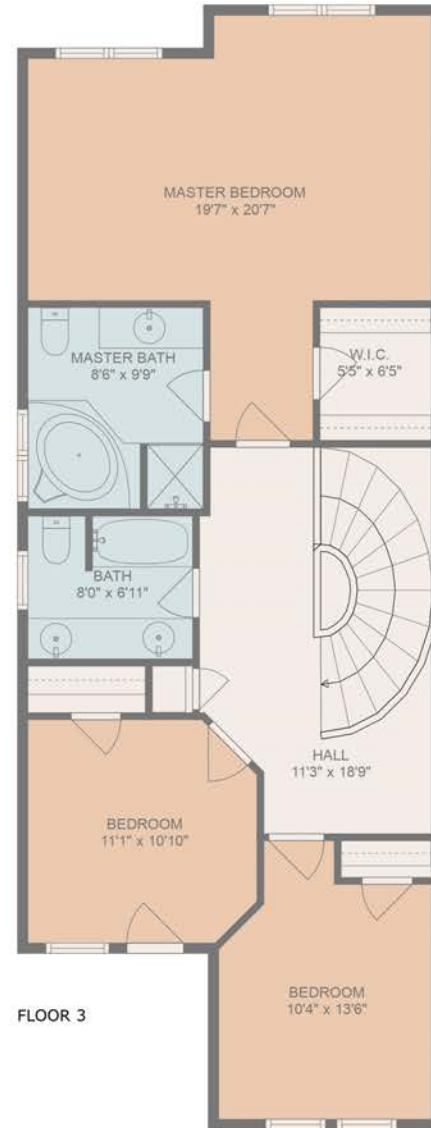 MASTER BEDROOM
19'7" x 20'7"
MASTER BATH
8'6" x 9'9"
W.I.C.
5'5" x 6'5"
BATH
8'0" x 6'11"
HALL
11'3" x 18'9"
BEDROOM
11'1" x 10'10"
BEDROOM
10'4" x 13'6"
FLOOR 3